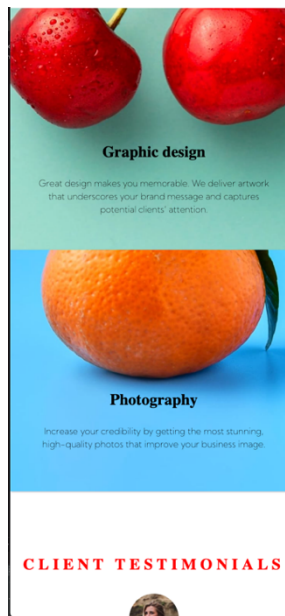 Graphic design
Great design makes you memorable. We deliver artwork
that underscores your brand message and captures
potential clients' attention.
Photography
Increase your credibility by getting the most stunning,
high-quality photos that improve your business image.
CLIENT TESTIMONIALS